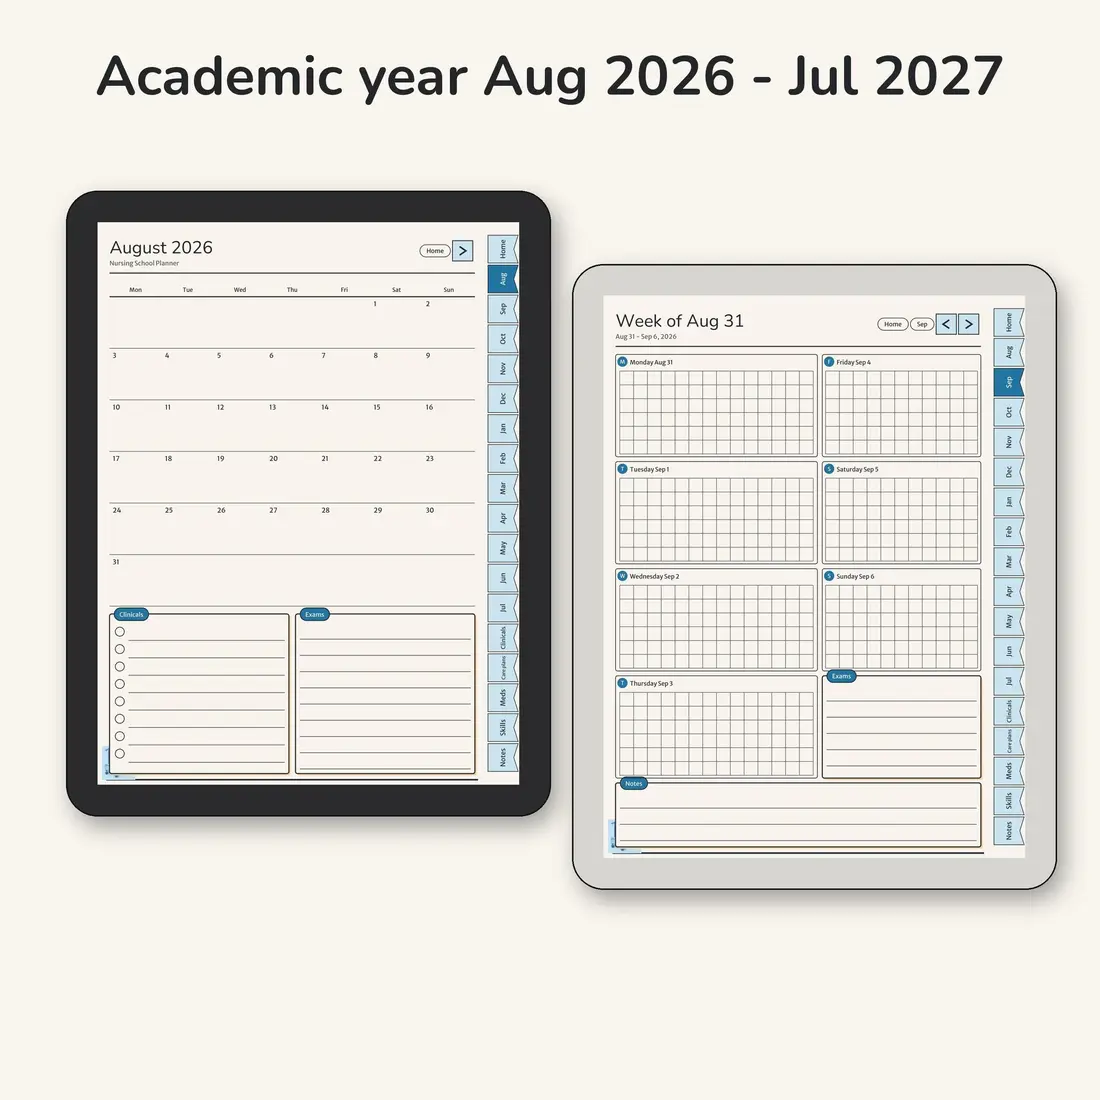 Academic year Aug 2026 - Jul 2027
August 2026
Nursing School Planner
Home
>
Mon Tue Wed Thu Fri Sat Sun
1 2
3 4 5 6 7 8 9
10 11 12 13 14 15 16
17 18 19 20 21 22 23
24 25 26 27 28 29 30
31
Clinicals
Exams
Home
Aug
Sep
Oct
Nov
Dec
Jan
Feb
Mar
Apr
May
Jun
Jul
Clinicals
Care plans
Meds
Skills
Notes
Week of Aug 31
Aug 31 - Sep 6, 2026
Home Sep < >
M Monday Aug 31
F Friday Sep 4
T Tuesday Sep 1
S Saturday Sep 5
W Wednesday Sep 2
S Sunday Sep 6
T Thursday Sep 3
Exams
Notes
Home
Aug
Sep
Oct
Nov
Dec
Jan
Feb
Mar
Apr
May
Jun
Jul
Clinicals
Care plans
Meds
Skills
Notes